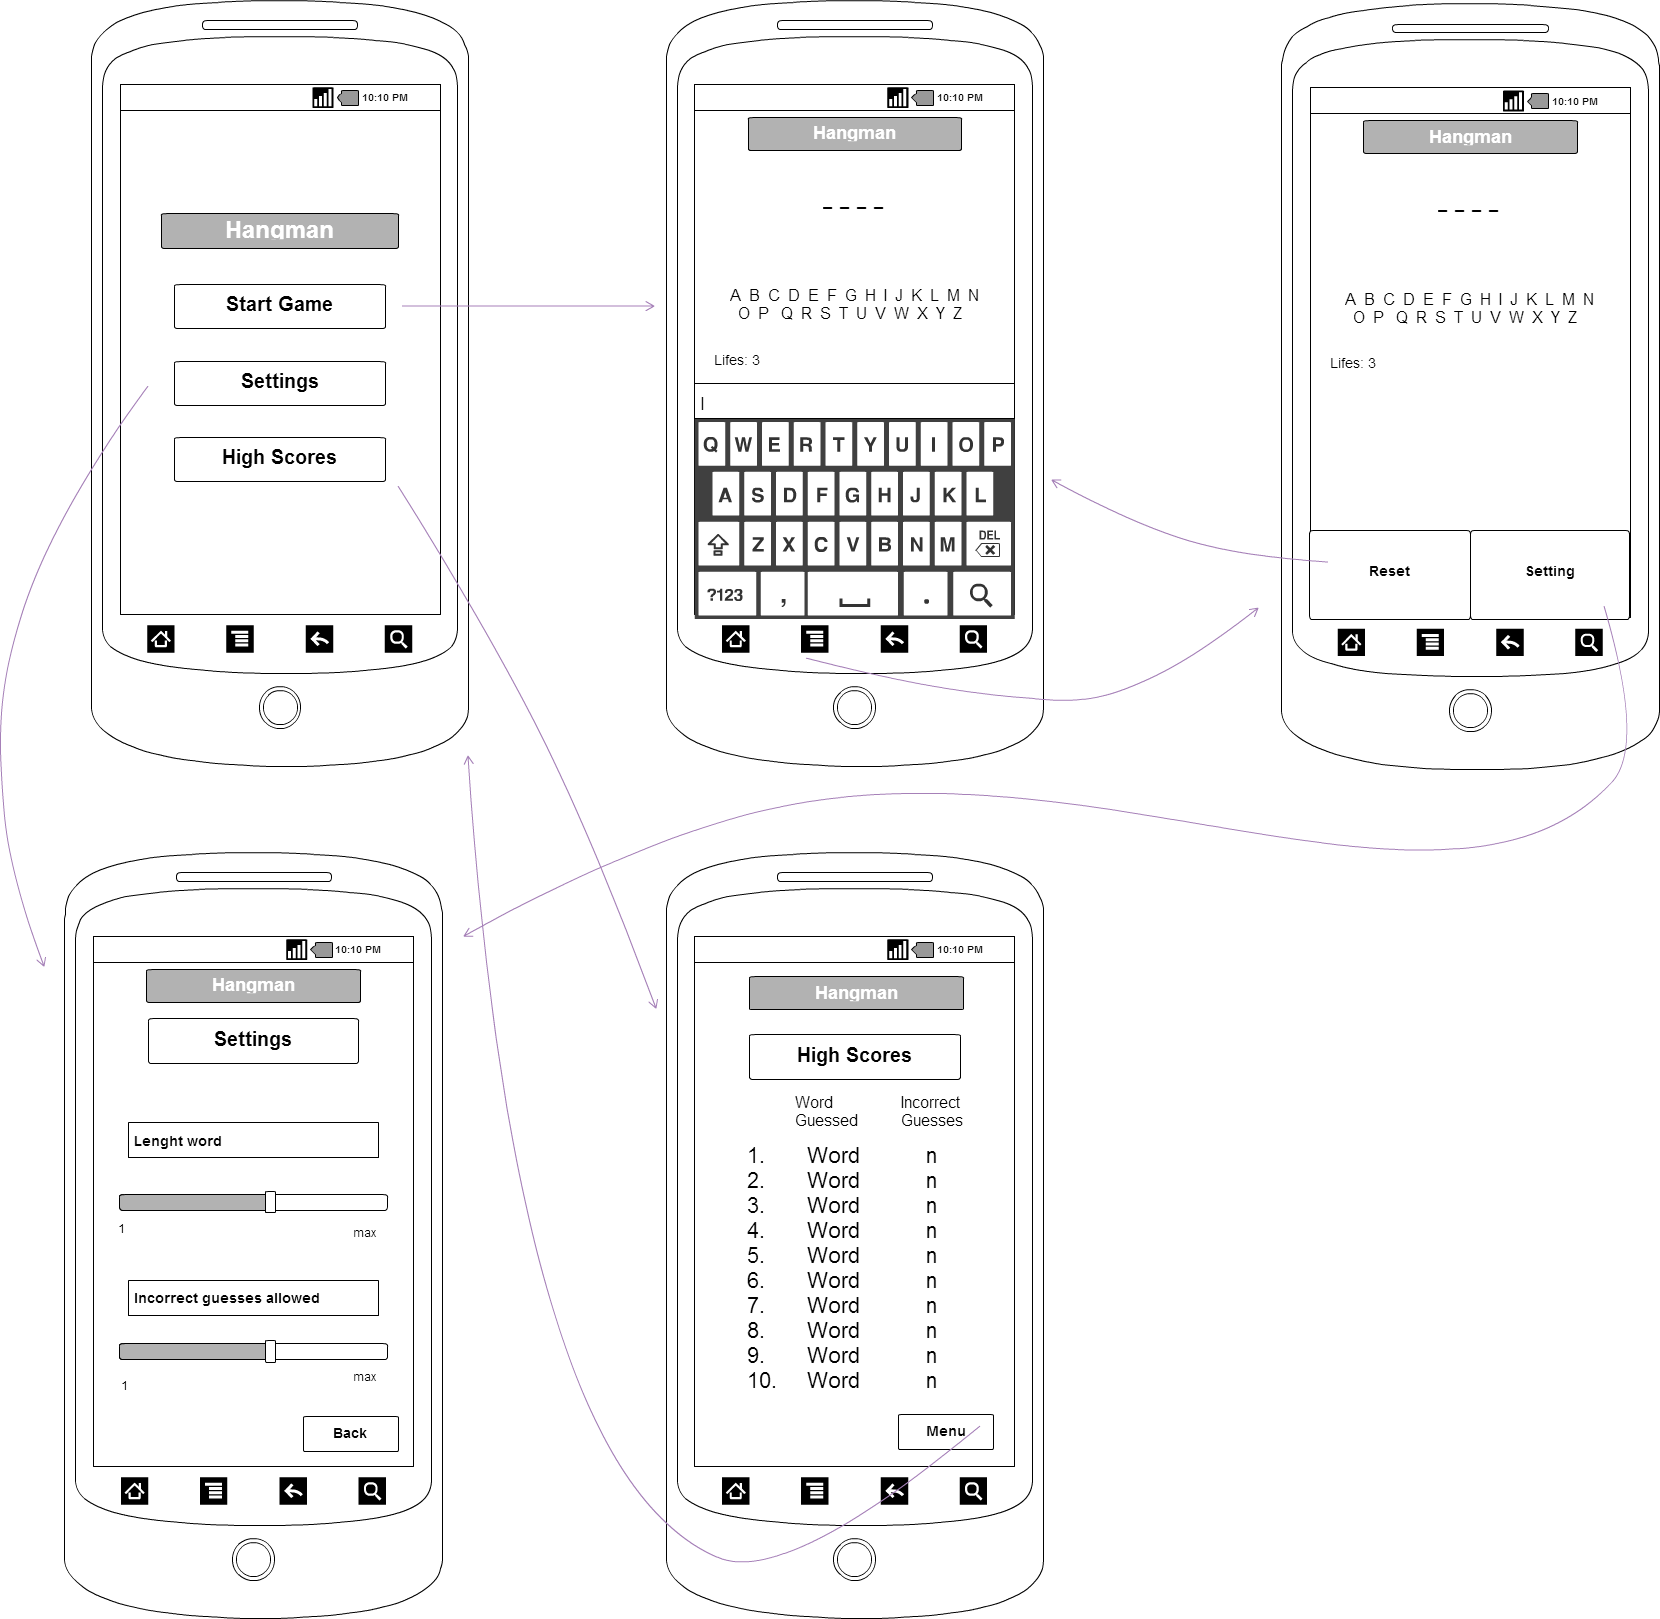 10:10 PM
Hangman
Start Game
Settings
High Scores
10:10 PM
Hangman
_ _ _ _
A B C D E F G H I J K L M N
O P Q R S T U V W X Y Z
Lifes: 3
|
Q W E R T Y U I O P
A S D F G H J K L
Z X C V B N M DEL
?123 , .
10:10 PM
Hangman
_ _ _ _
A B C D E F G H I J K L M N
O P Q R S T U V W X Y Z
Lifes: 3
Reset Setting
10:10 PM
Hangman
Settings
Lenght word
1 max
Incorrect guesses allowed
1 max
Back
10:10 PM
Hangman
High Scores
Word Incorrect
Guessed Guesses
1. Word n
2. Word n
3. Word n
4. Word n
5. Word n
6. Word n
7. Word n
8. Word n
9. Word n
10. Word n
Menu